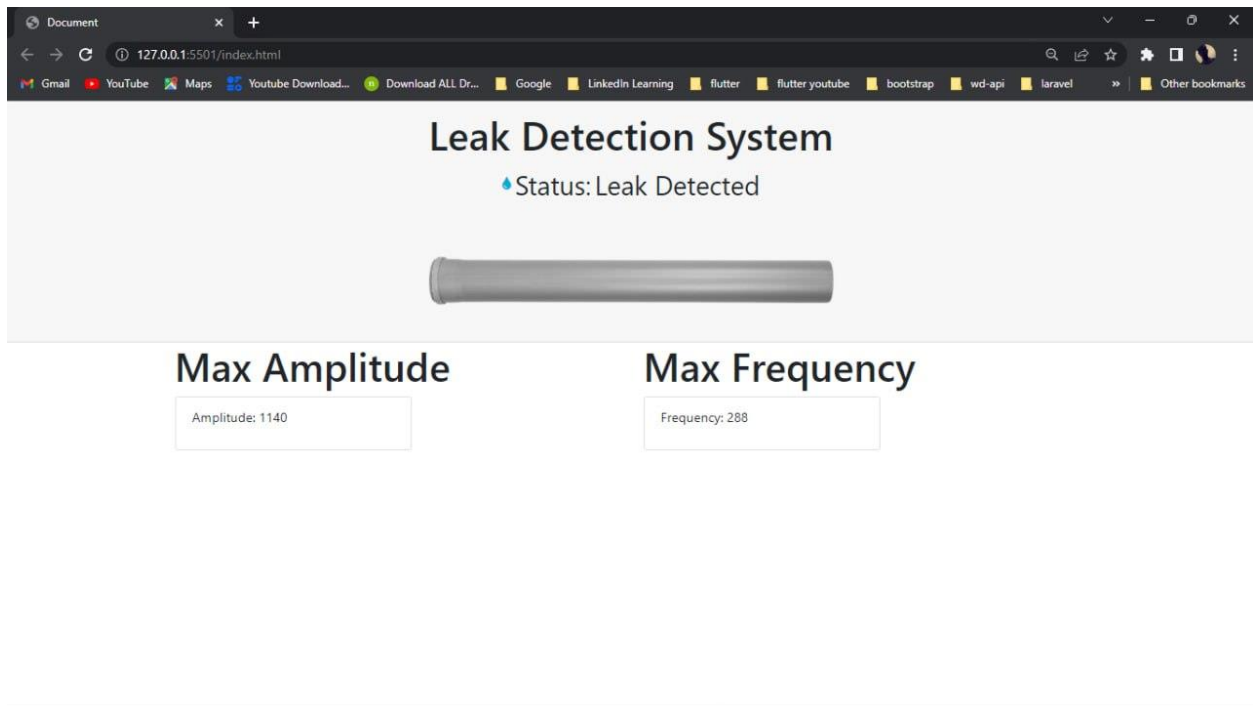 Document
127.0.0.1:5501/index.html
Gmail YouTube Maps Youtube Download... Download ALL Dr... Google LinkedIn Learning flutter flutter youtube bootstrap wd-api laravel » Other bookmarks
Leak Detection System
Status: Leak Detected
Max Amplitude Max Frequency
Amplitude: 1140 Frequency: 288